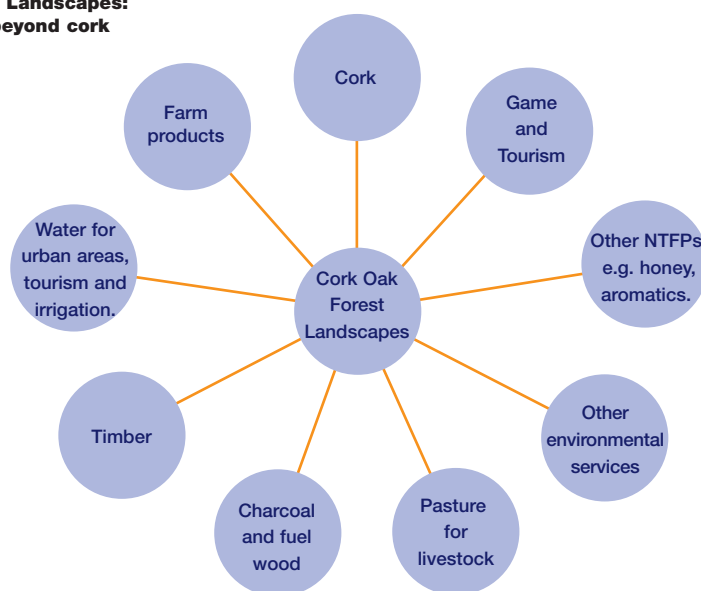 Landscapes:
beyond cork
Cork
Farm
products
Game
and
Tourism
Water for
urban areas,
tourism and
irrigation.
Other NTFPs
e.g. honey,
aromatics.
Cork Oak
Forest
Landscapes
Timber
Other
environmental
services
Charcoal
and fuel
wood
Pasture
for
livestock